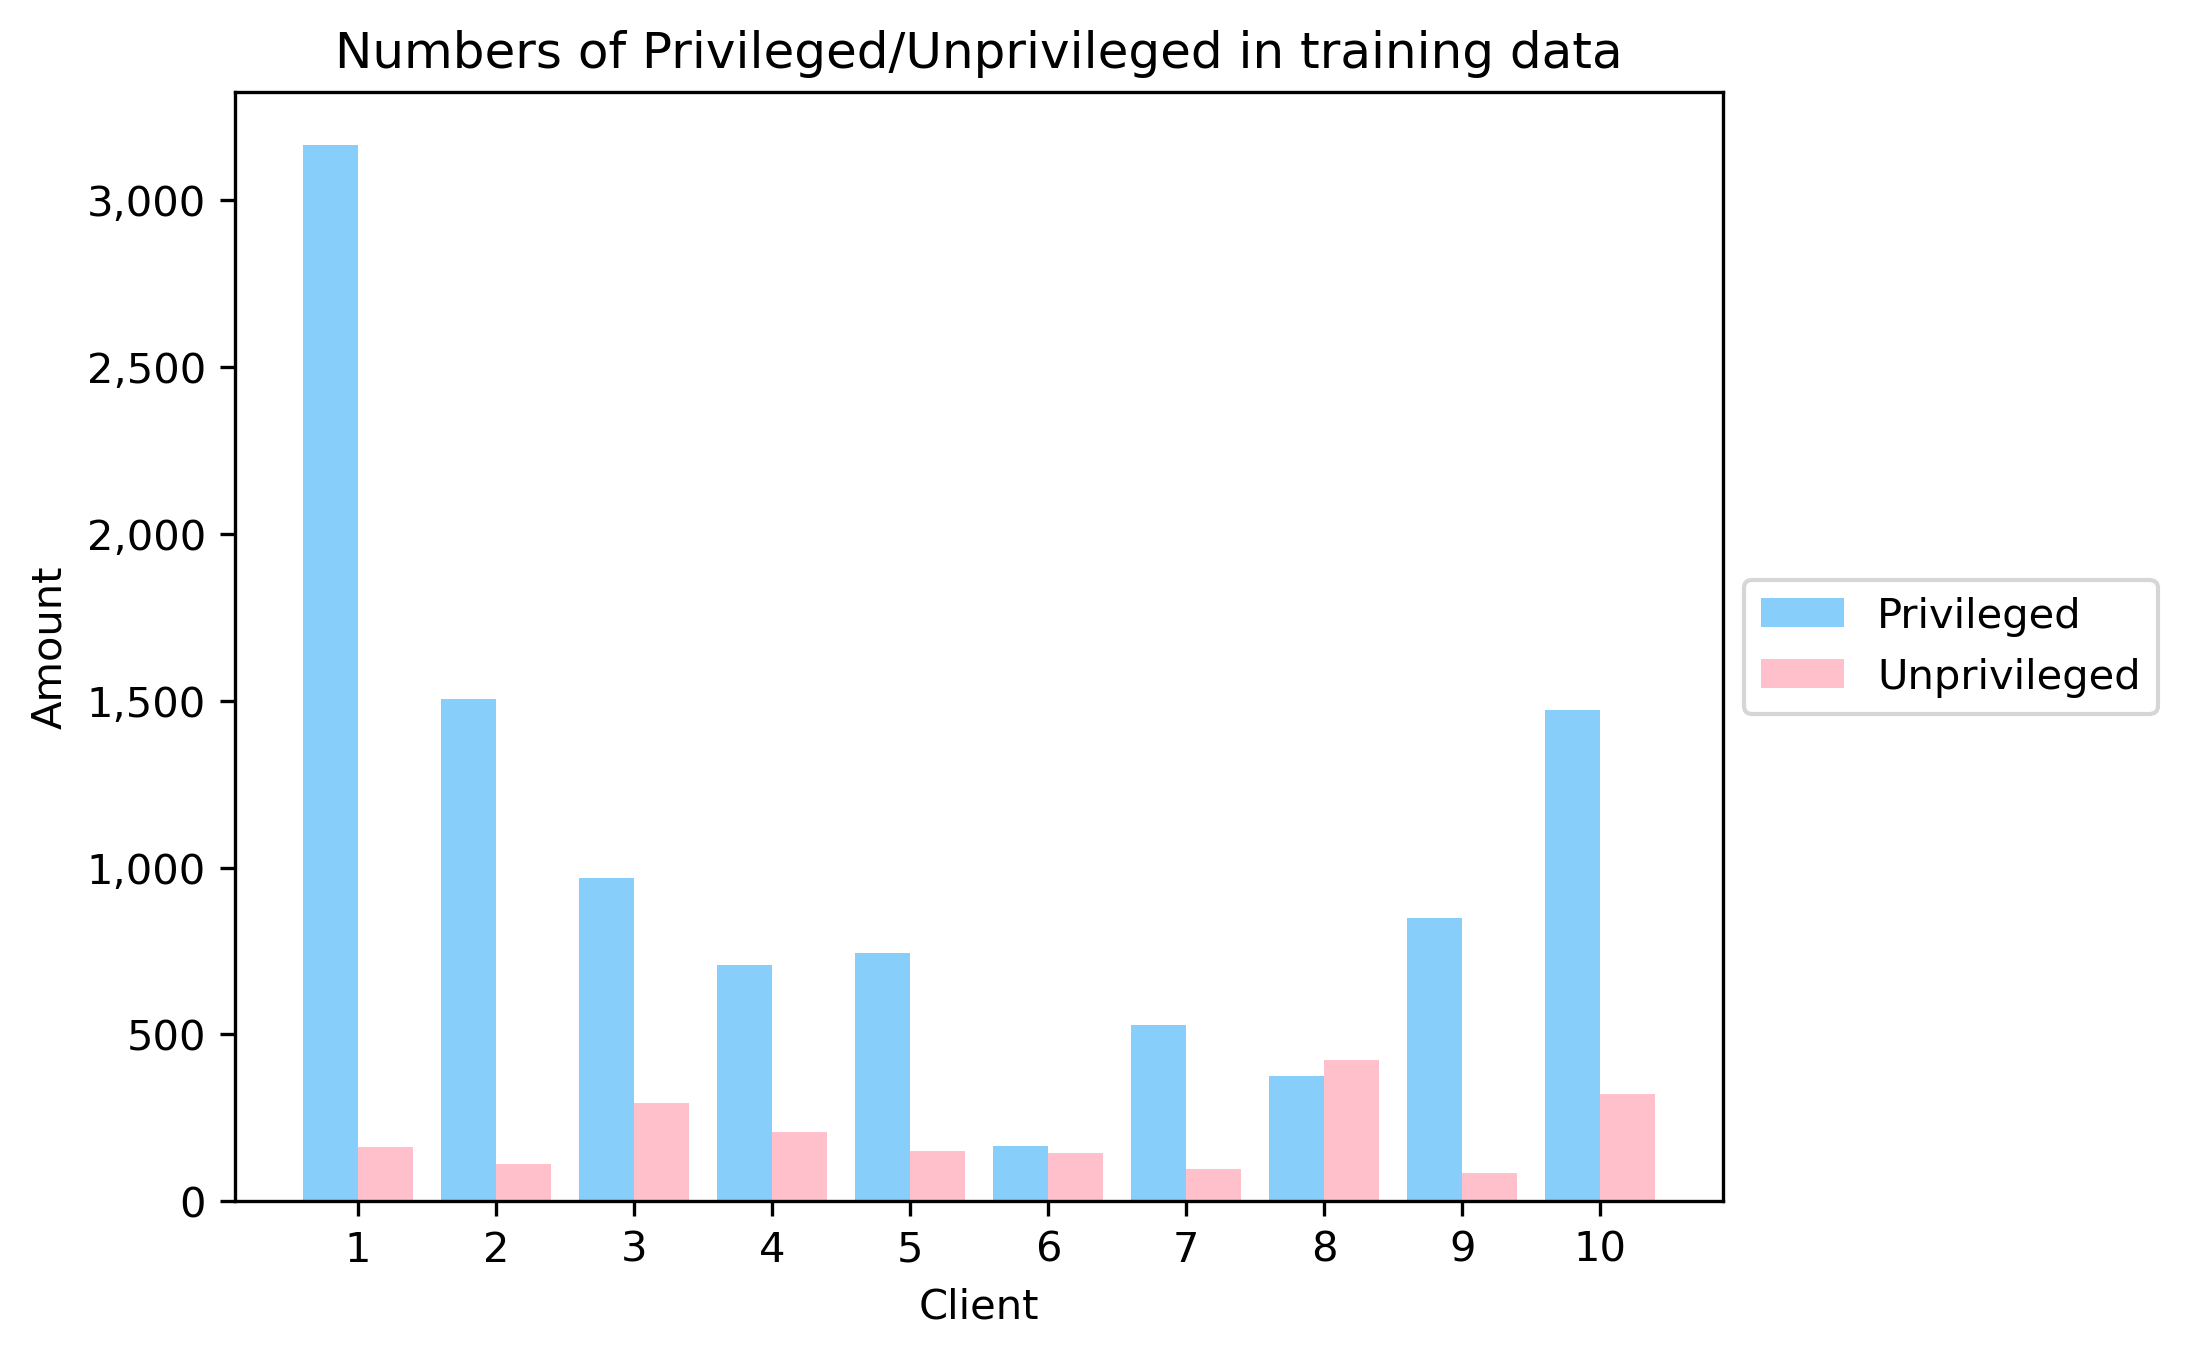 Numbers of Privileged/Unprivileged in training data
Amount
3,000
2,500
2,000
1,500
1,000
500
0
1 2 3 4 5 6 7 8 9 10
Client
Privileged
Unprivileged